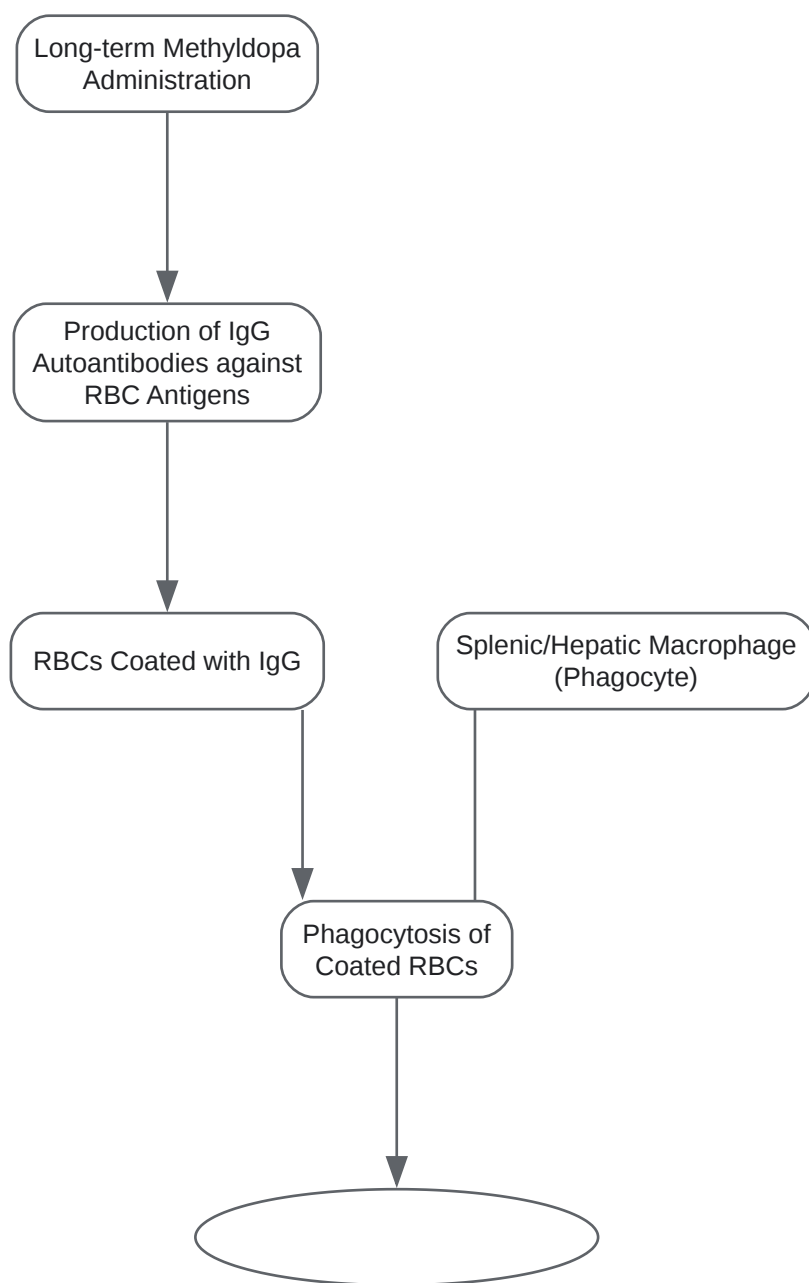 Long-term Methyldopa
Administration
Production of IgG
Autoantibodies against
RBC Antigens
RBCs Coated with IgG
Splenic/Hepatic Macrophage
(Phagocyte)
Phagocytosis of
Coated RBCs